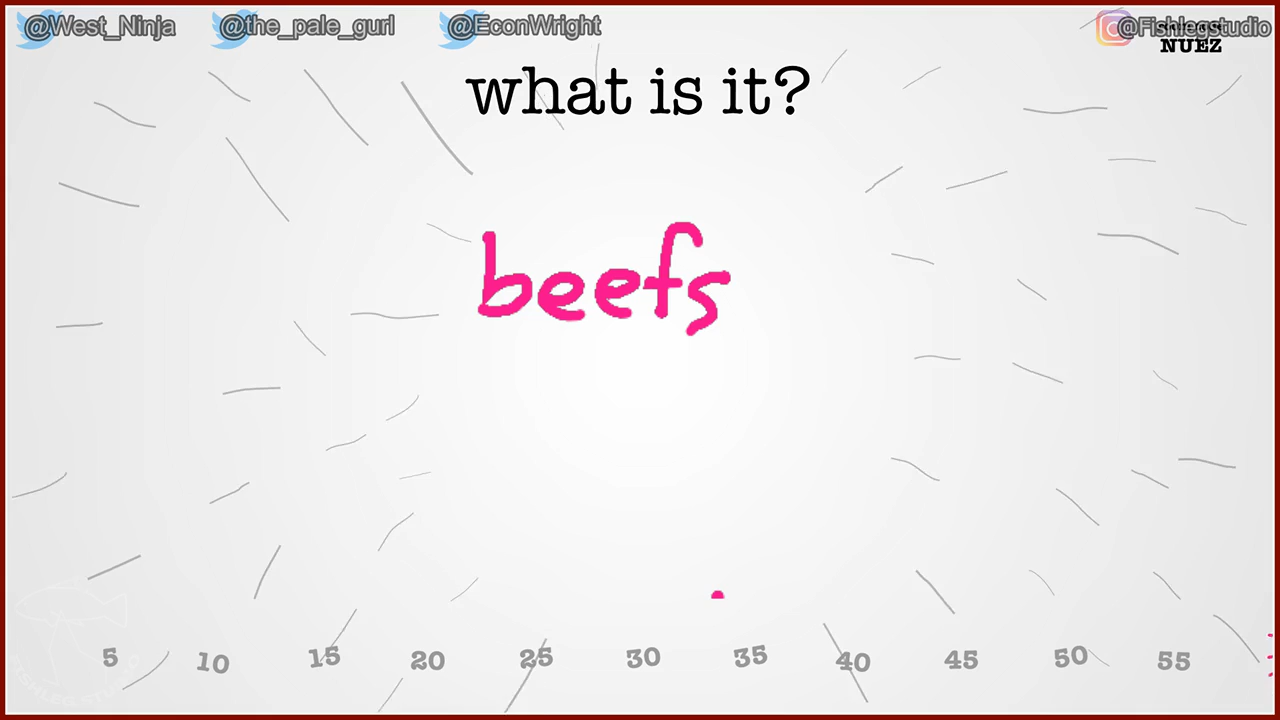 @West_Ninja @the_pale_gurl @EconWright @Fishlegstudio
NUEZ
what is it?
beefs
5 10 15 20 25 30 35 40 45 50 55